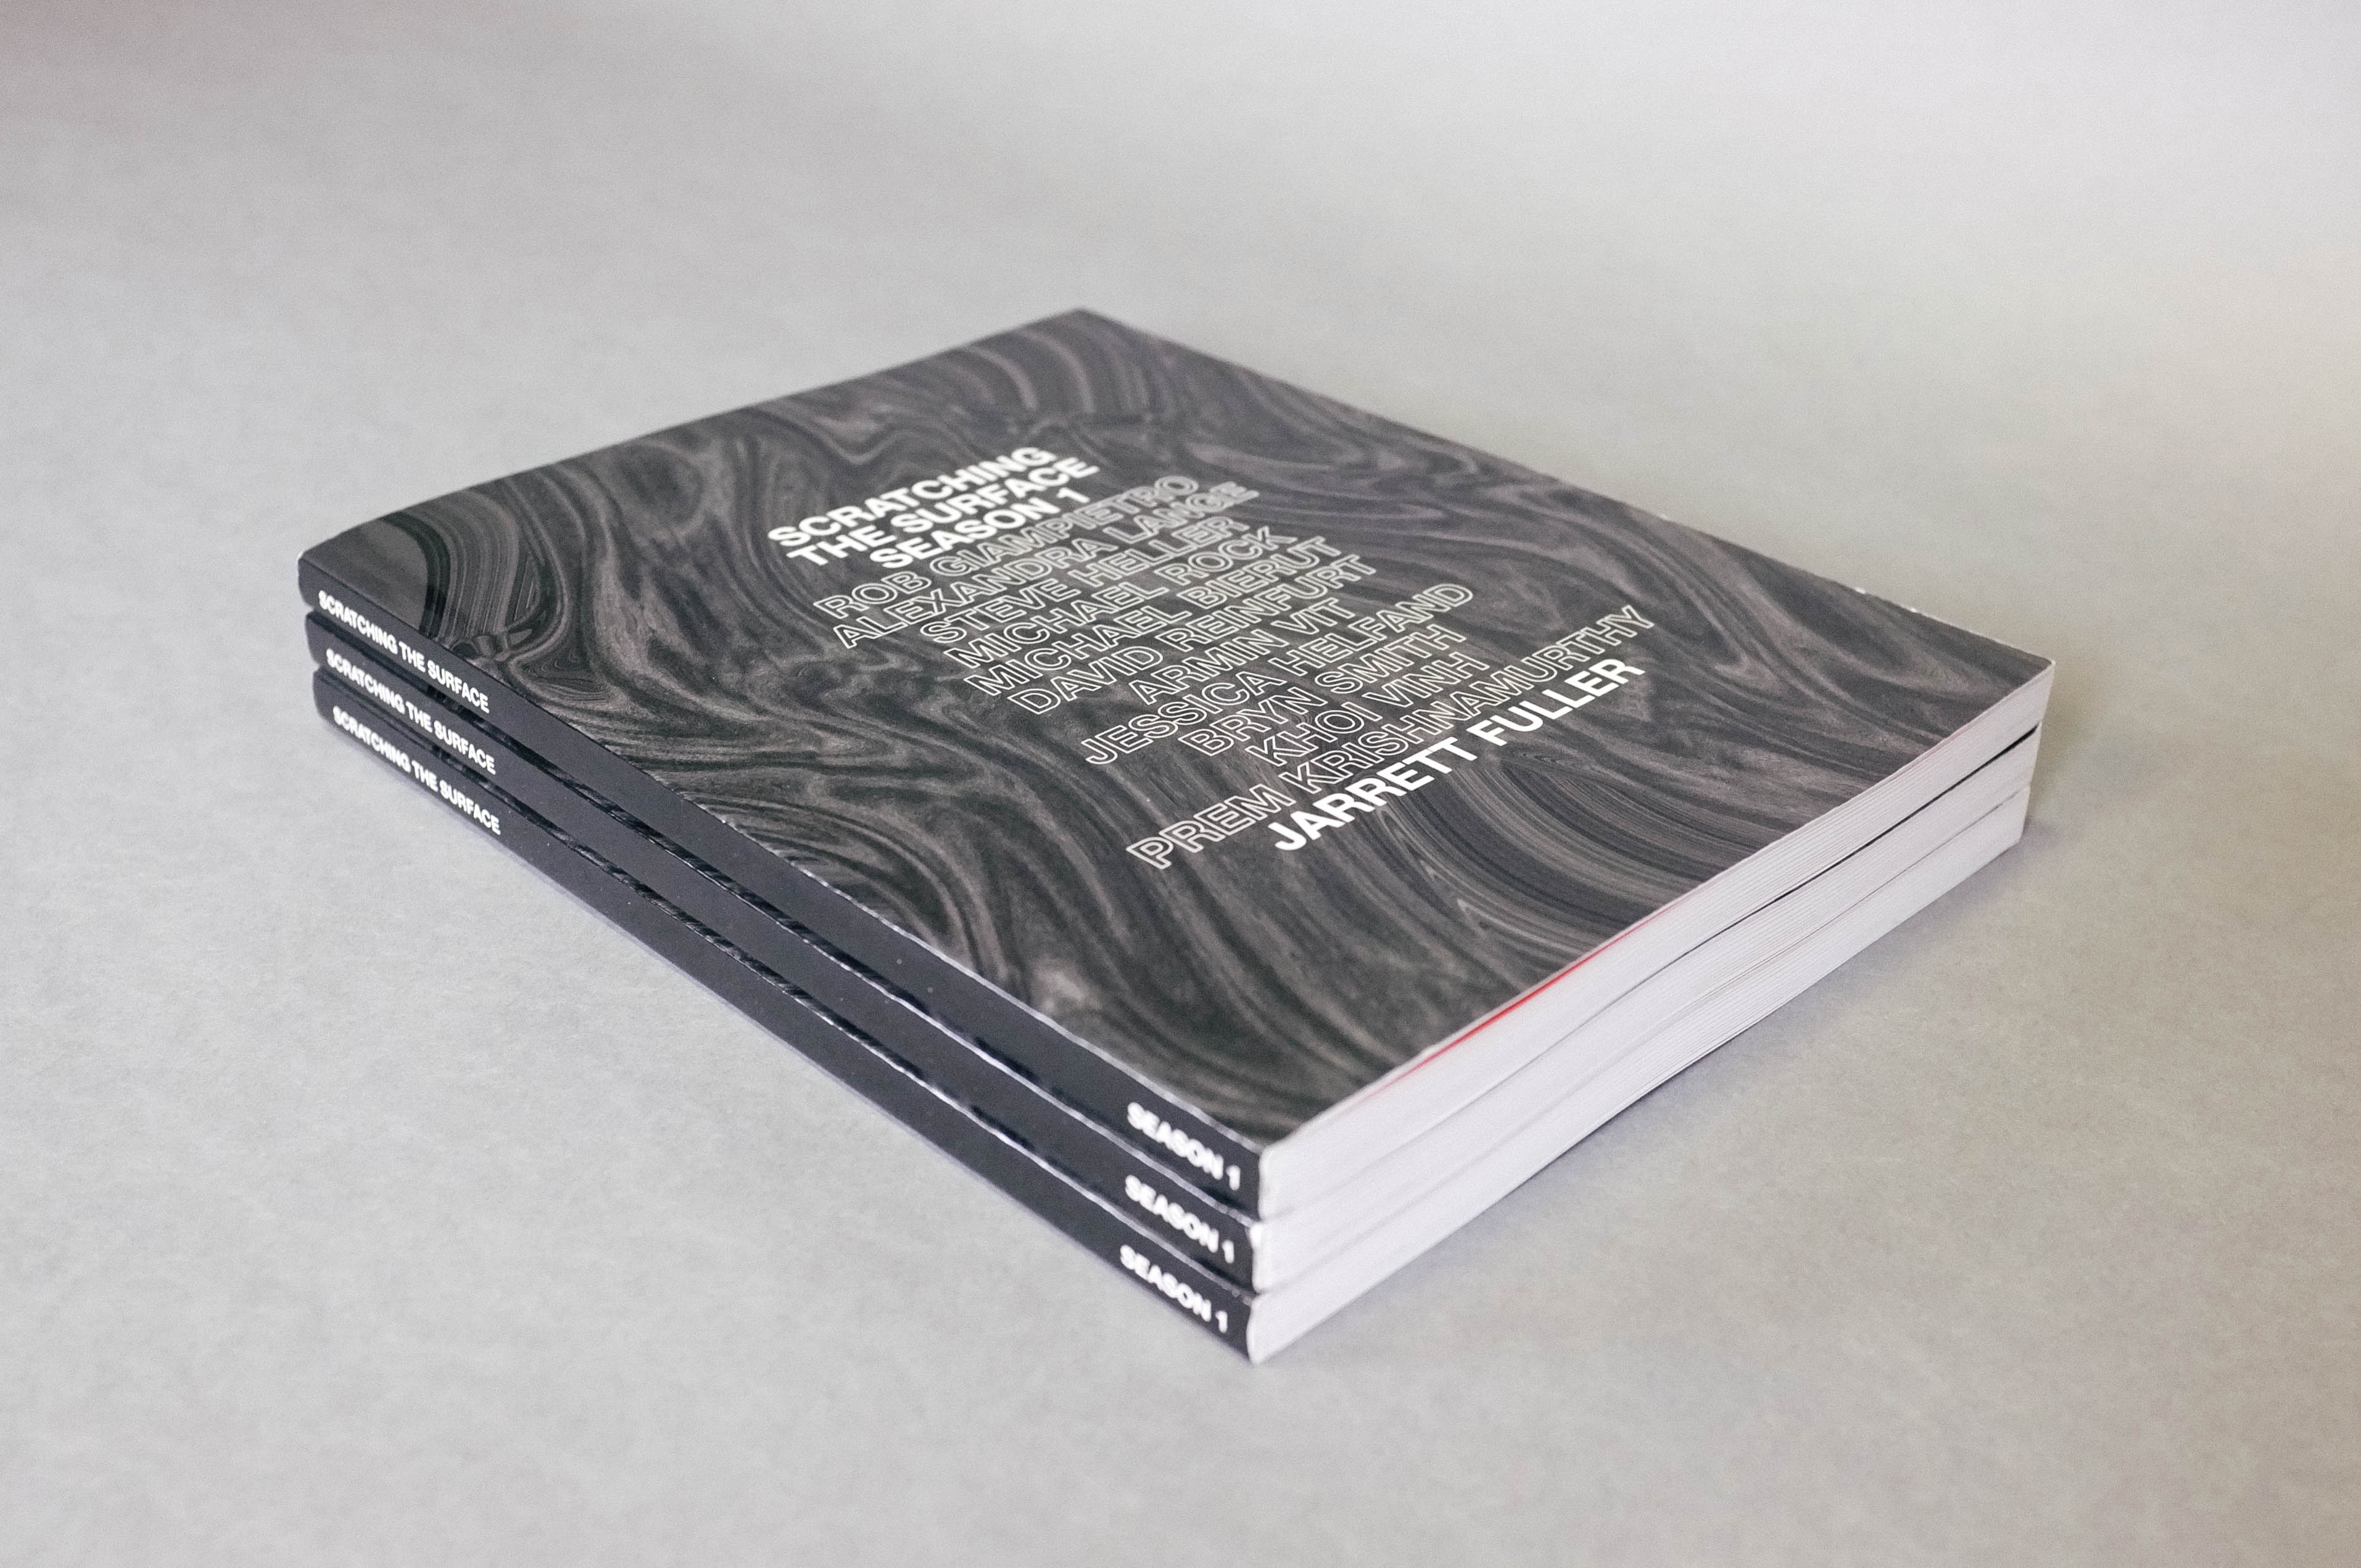 SCRATCHING
THE SURFACE
SEASON 1
ROB GIAMPIETRO
ALEXANDRA LANGE
STEVE HELLER
MICHAEL ROCK
MICHAEL BIERUT
DAVID REINFURT
ARMIN VIT
JESSICA HELFAND
BRYN SMITH
KHOI VINH
PREM KRISHNAMURTHY
JARRETT FULLER
SCRATCHING THE SURFACE SEASON 1
SCRATCHING THE SURFACE SEASON 1
SCRATCHING THE SURFACE SEASON 1